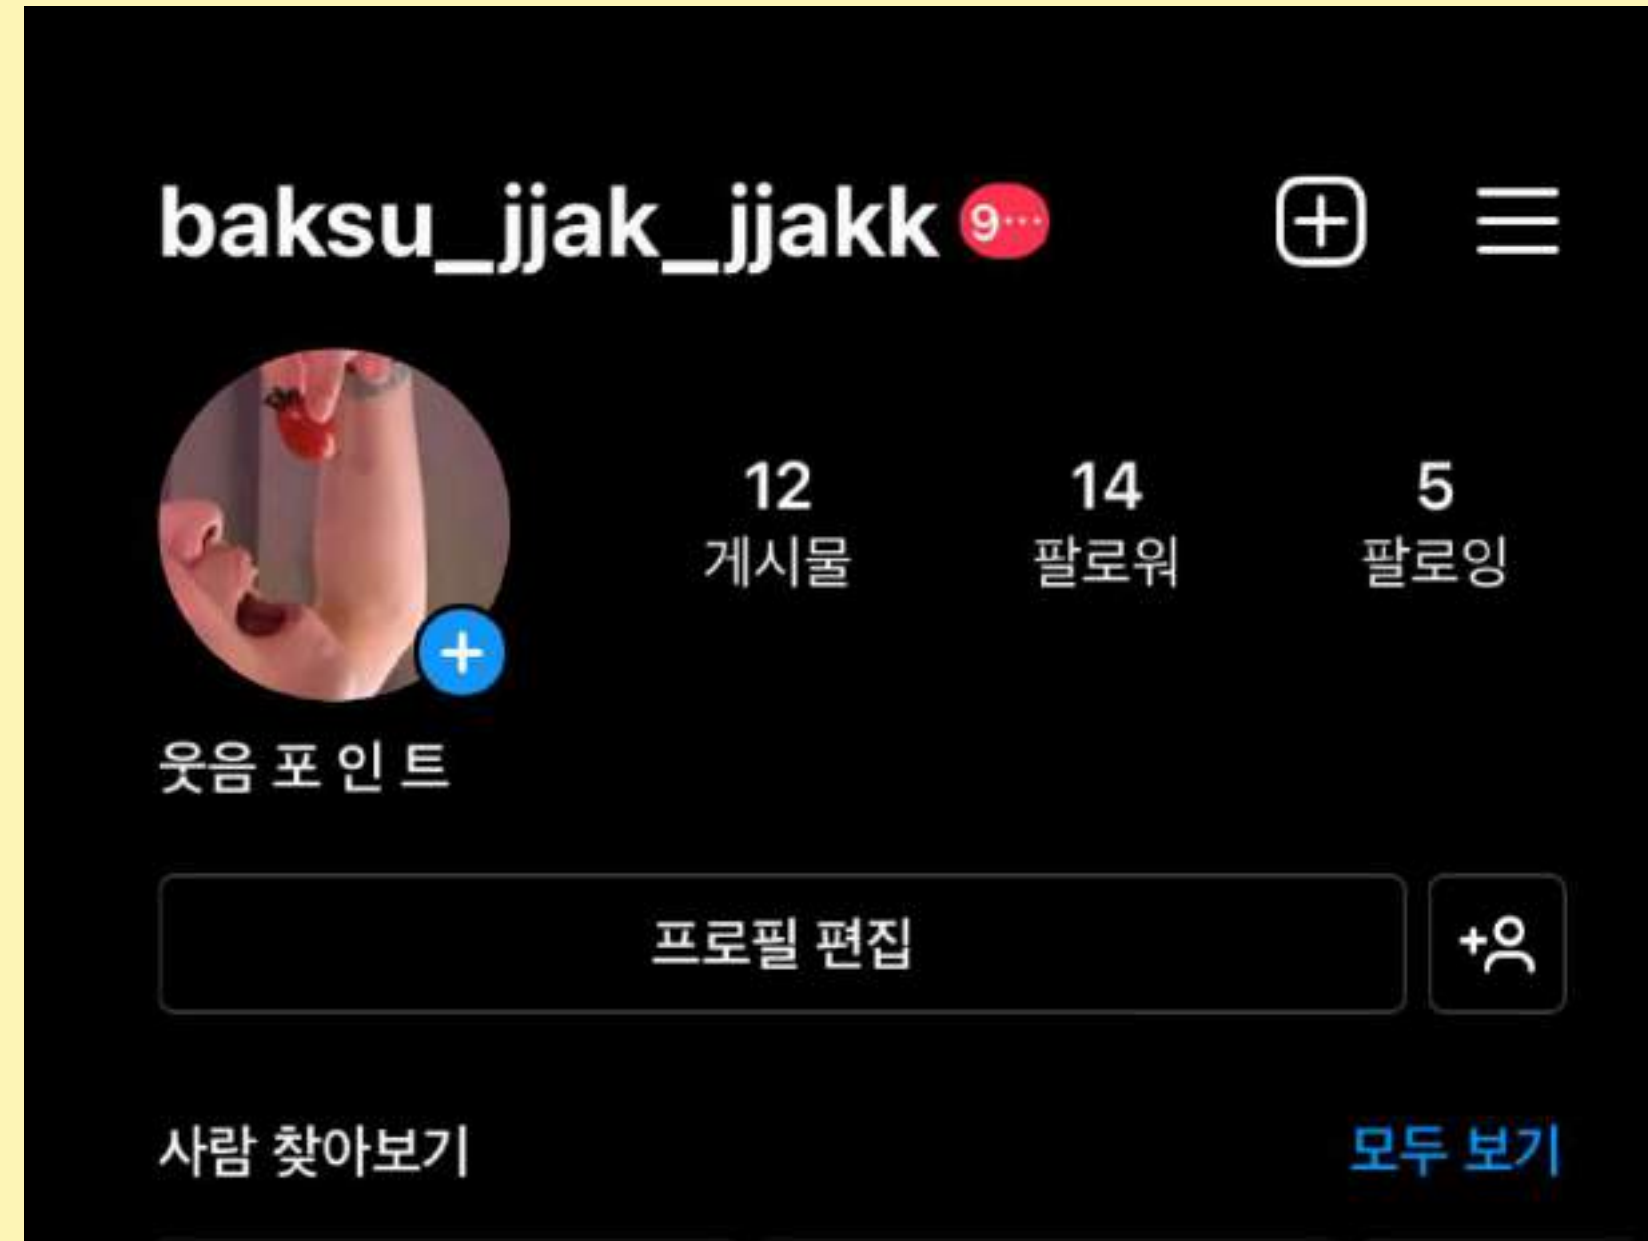 baksu_jjak_jjakk 9...
12 14 5
게시물 팔로워 팔로잉
웃음 포 인 트
프로필 편집
사람 찾아보기 모두 보기